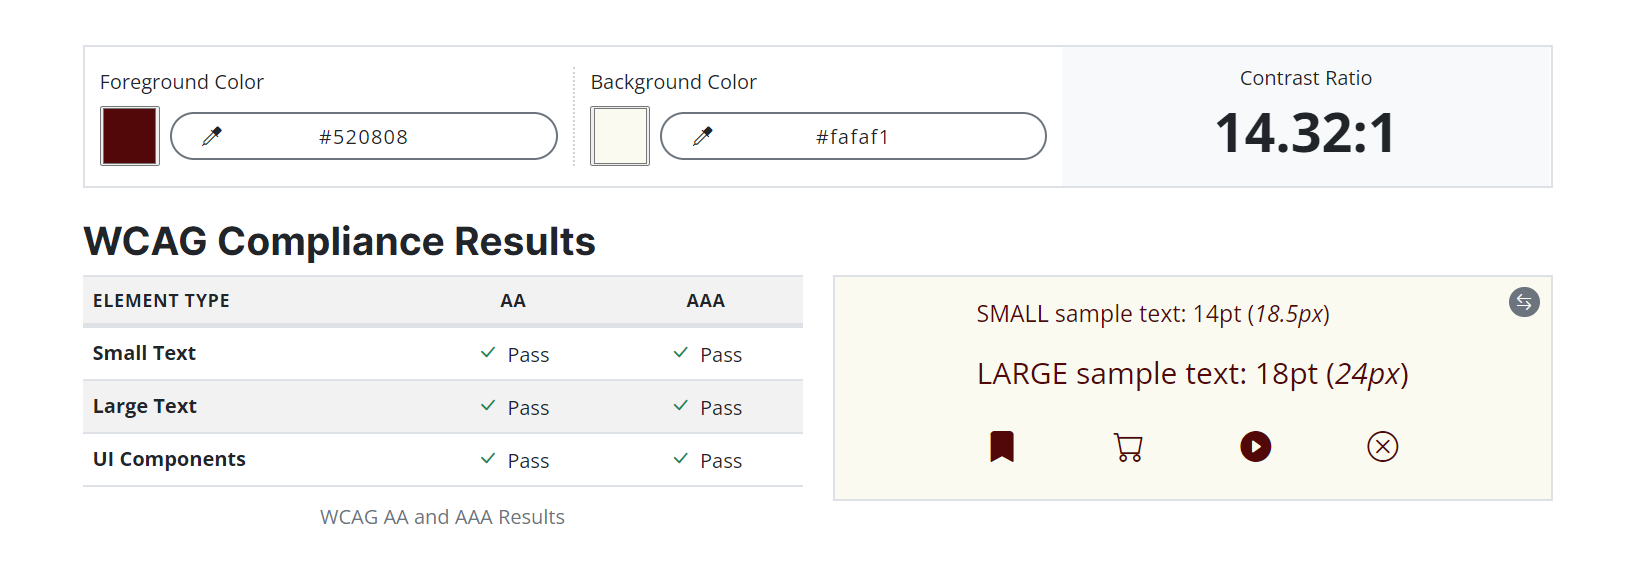 Foreground Color
#520808
Background Color
#fafaf1
Contrast Ratio
14.32:1
WCAG Compliance Results
ELEMENT TYPE AA AAA
Small Text Pass Pass
Large Text Pass Pass
UI Components Pass Pass
WCAG AA and AAA Results
SMALL sample text: 14pt (18.5px)
LARGE sample text: 18pt (24px)